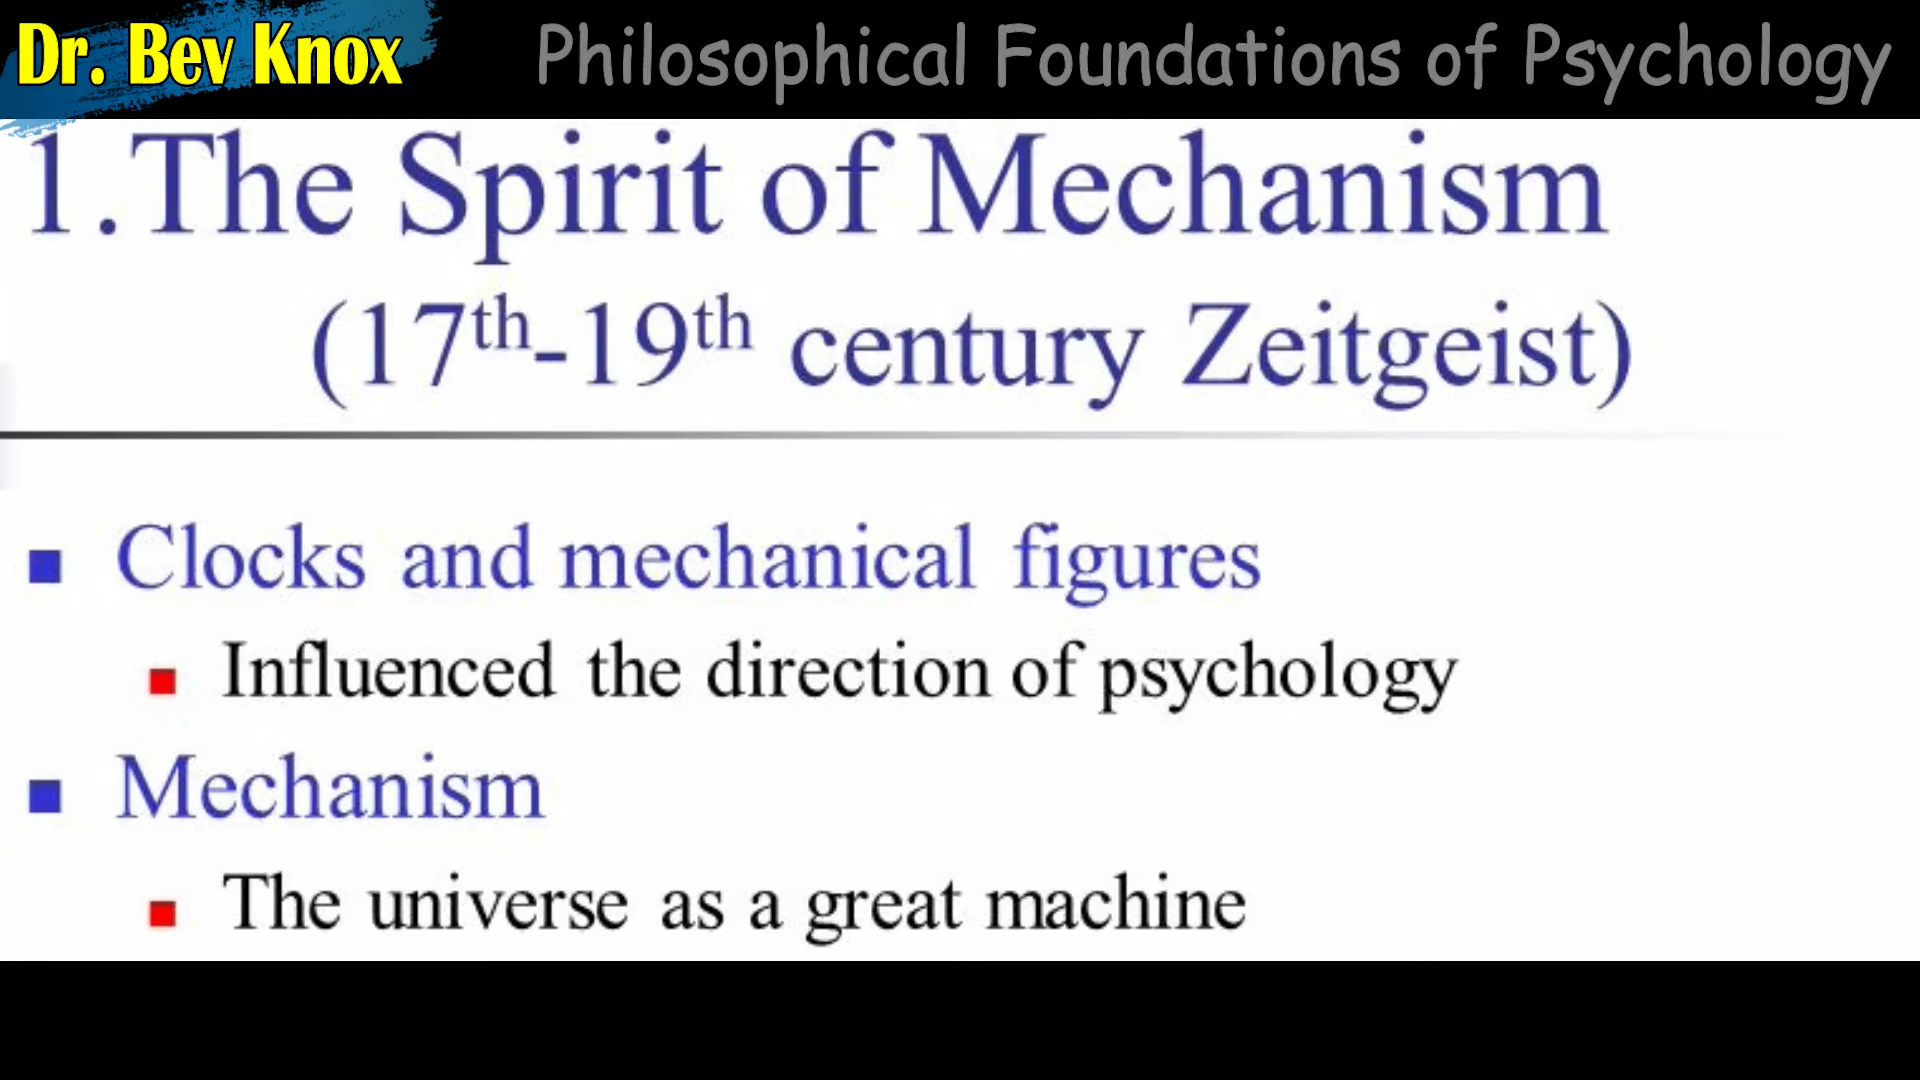 Dr. Bev Knox
Philosophical Foundations of Psychology
1.The Spirit of Mechanism
(17th-19th century Zeitgeist)
Clocks and mechanical figures
Influenced the direction of psychology
Mechanism
The universe as a great machine